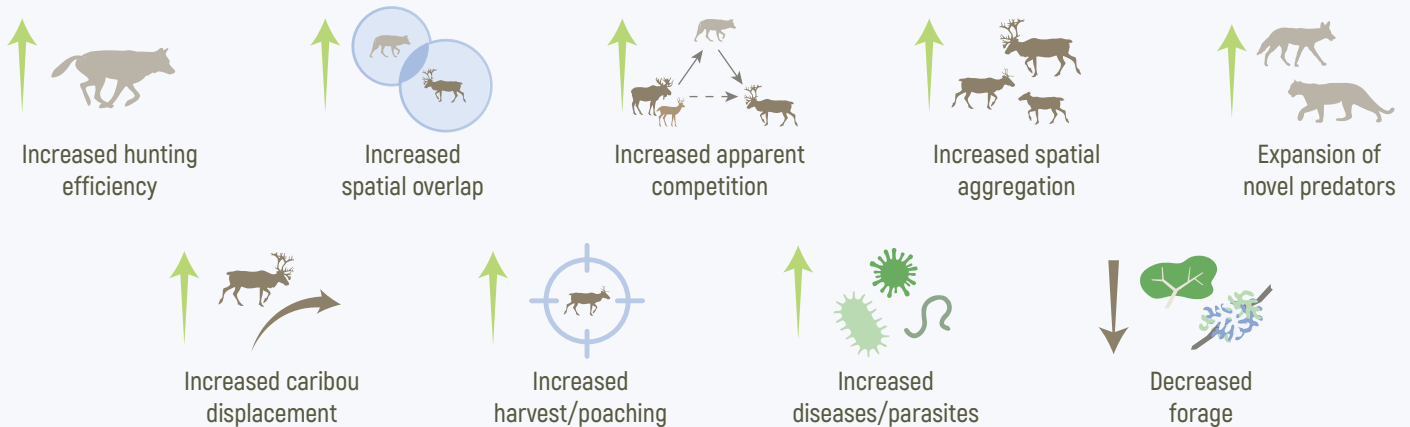 Increased hunting
efficiency
Increased
spatial overlap
Increased apparent
competition
Increased spatial
aggregation
Expansion of
novel predators
Increased caribou
displacement
Increased
harvest/poaching
Increased
diseases/parasites
Decreased
forage